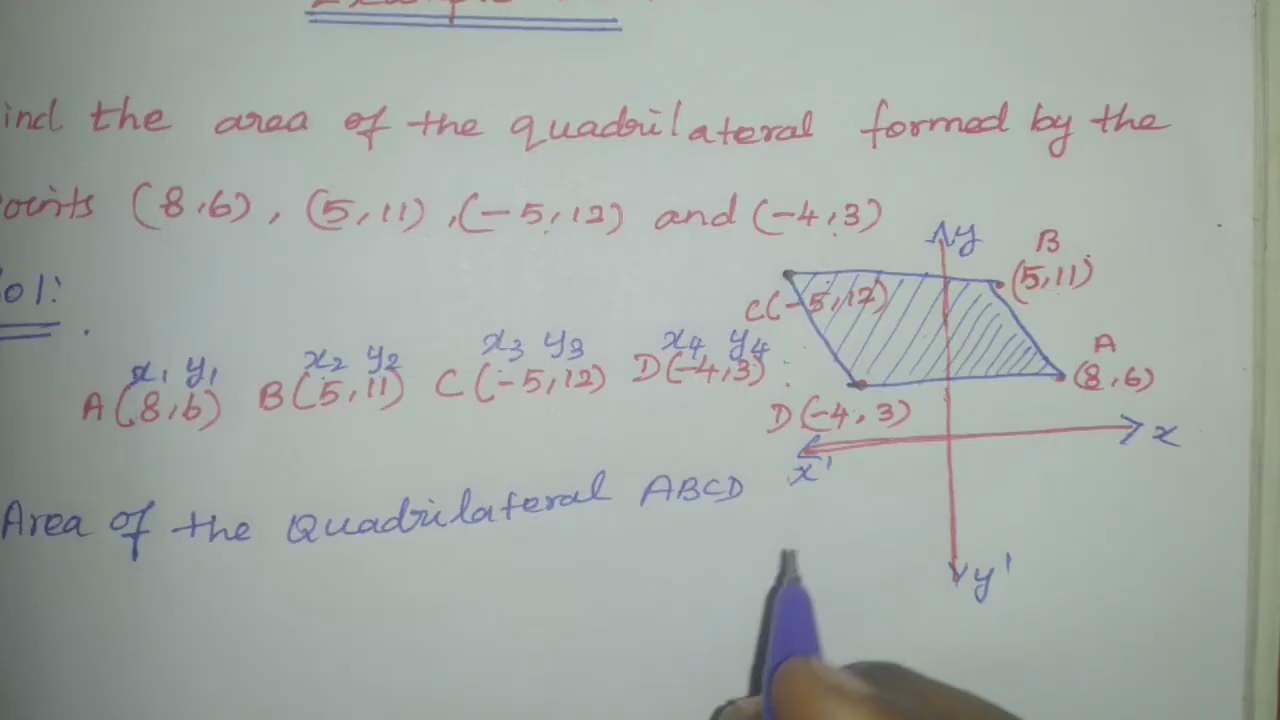 Example
ind the area of the quadrilateral formed by the
oints (8,6), (5,11), (-5,12) and (-4,3)
ol:
x1 y1 x2 y2 x3 y3 x4 y4
A(8,6) B(5,11) C(-5,12) D(-4,3)
Area of the Quadrilateral ABCD
y
B
(5,11)
C(-5,12)
A
(8,6)
D(-4, 3)
x
x'
y'